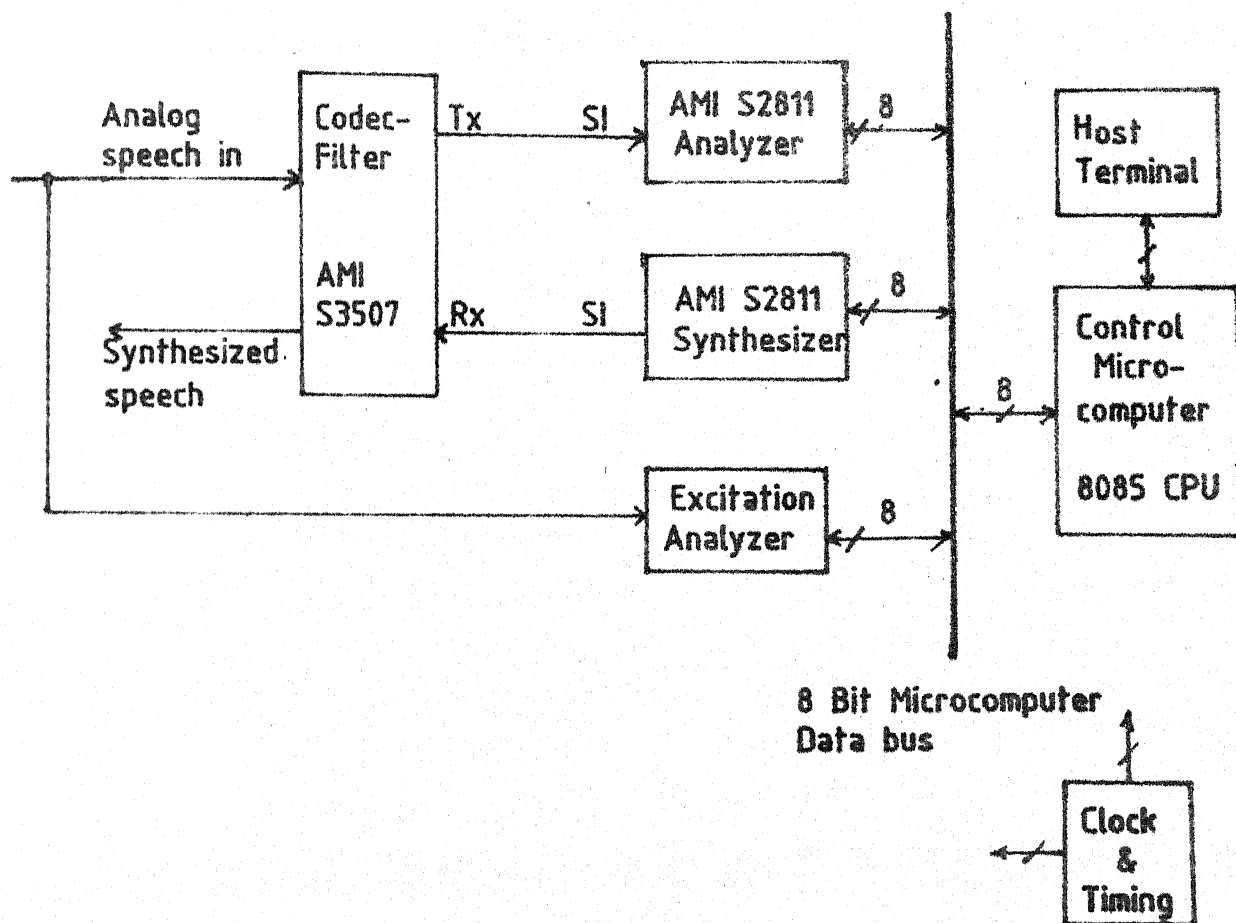 Analog
speech in
Codec-
Filter
AMI
S3507
Tx
SI
AMI S2811
Analyzer
8
Host
Terminal
Synthesized
speech
Rx
SI
AMI S2811
Synthesizer
8
Control
Micro-
computer
8085 CPU
8
Excitation
Analyzer
8
8 Bit Microcomputer
Data bus
Clock
&
Timing